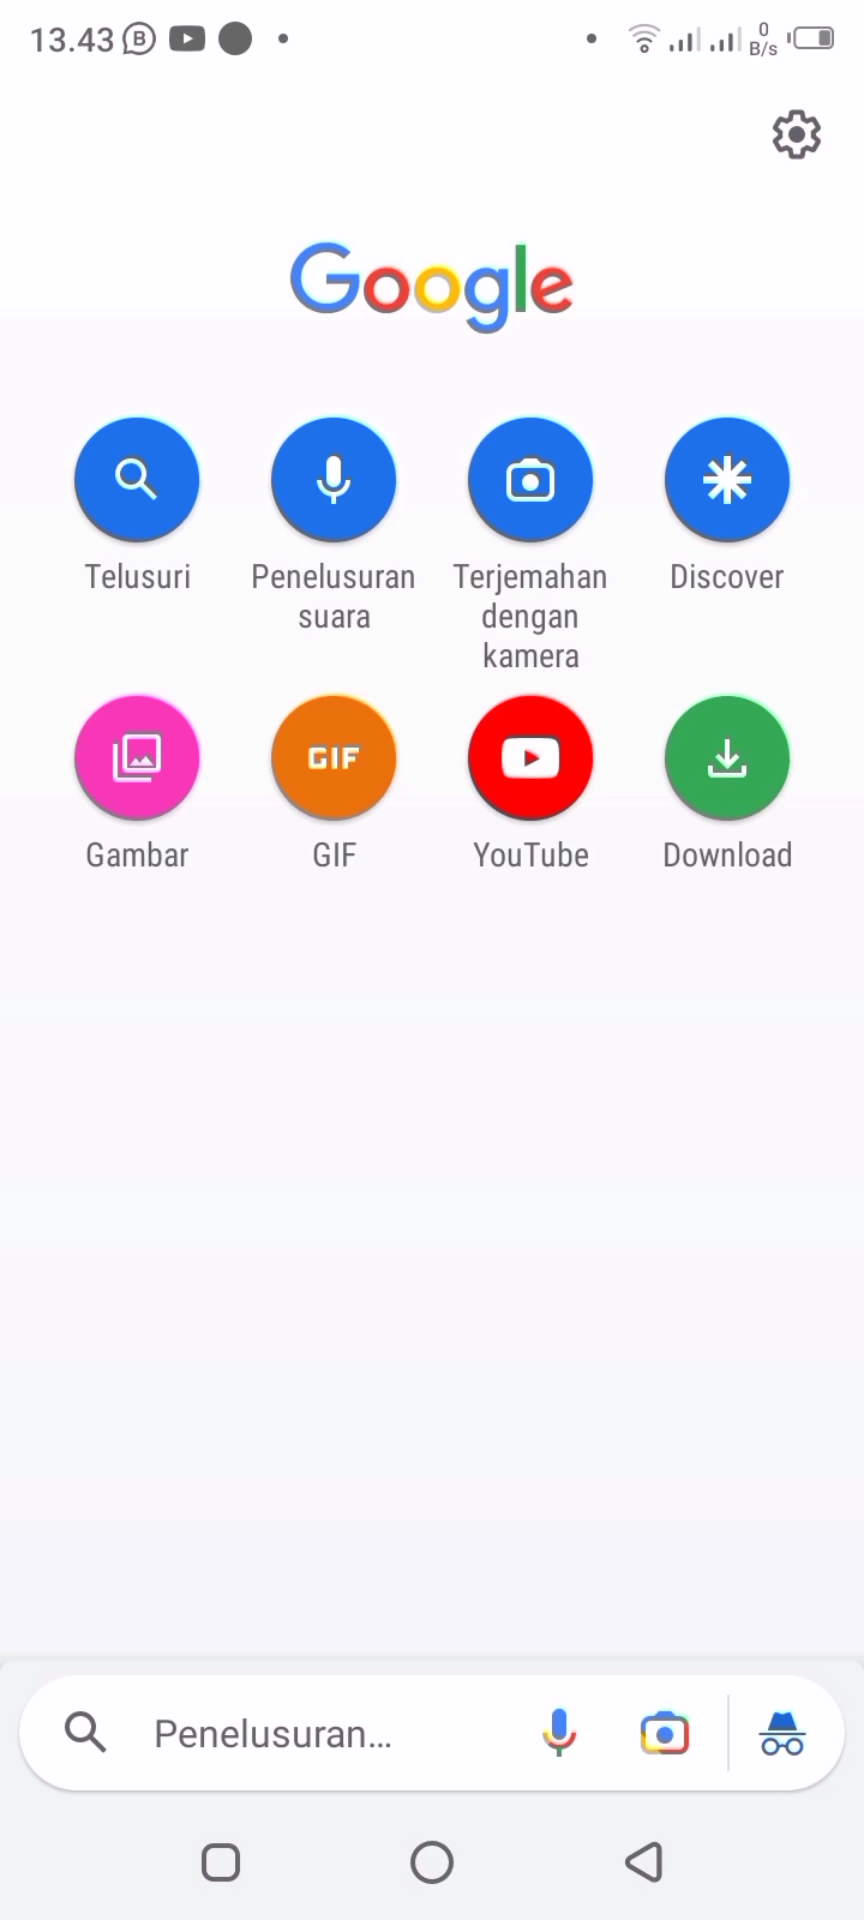 13.43 0 B/s
Google
Telusuri Penelusuran suara Terjemahan dengan kamera Discover
GIF
Gambar GIF YouTube Download
Penelusuran...